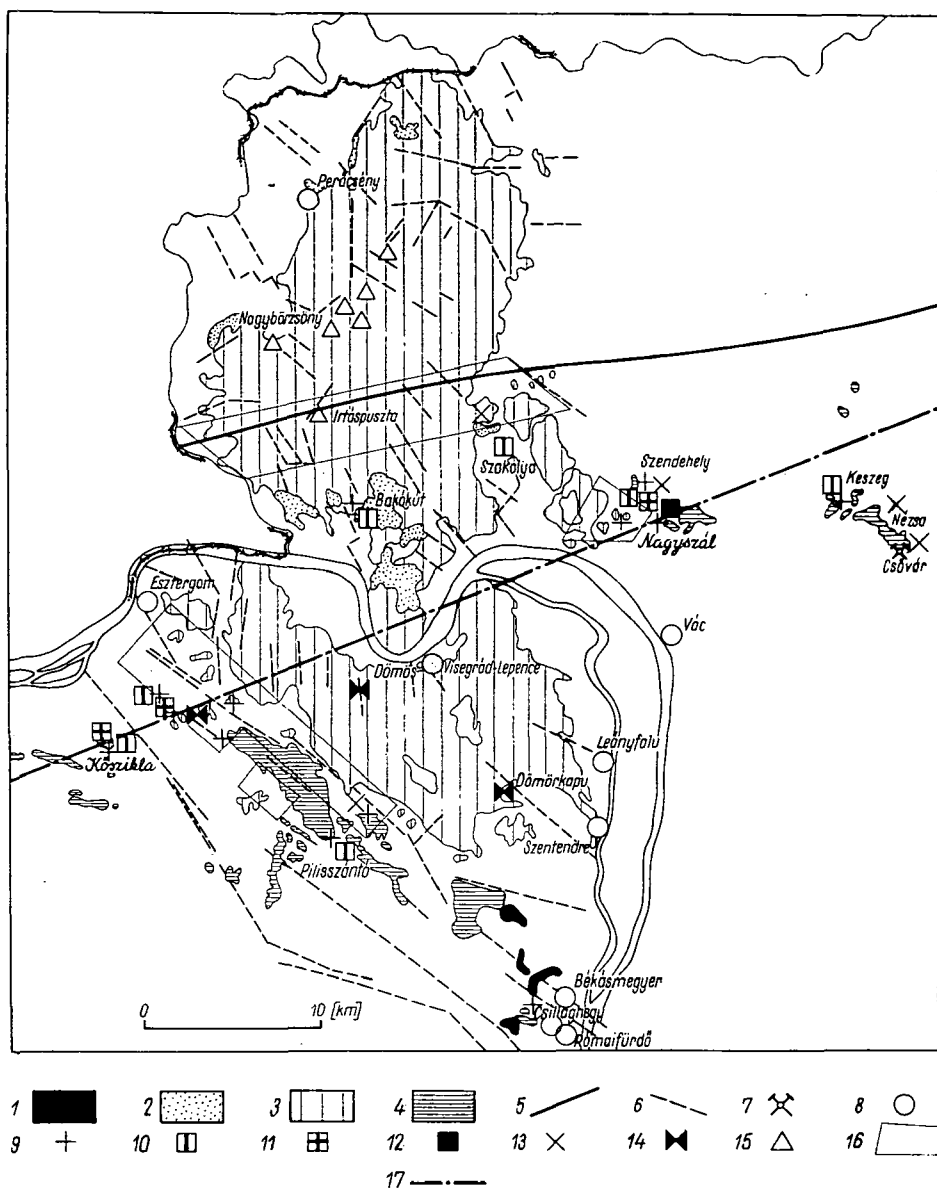 Perőcsény
Nagybörzsöny
Irtáspuszta
Szokolya
Szendehely
Bakókút
Keszeg
Nézsa
Nagyszál
Csővár
Esztergom
Vác
Dömös
Visegrád-Lepence
Kőszikla
Leányfalu
Dömörkapu
Szentendre
Pilisszántó
Békásmegyer
Csillaghegy
Rómaifürdő
0 10 [km]
1 2 3 4 5 6 7 8
9 10 11 12 13 14 15 16
17